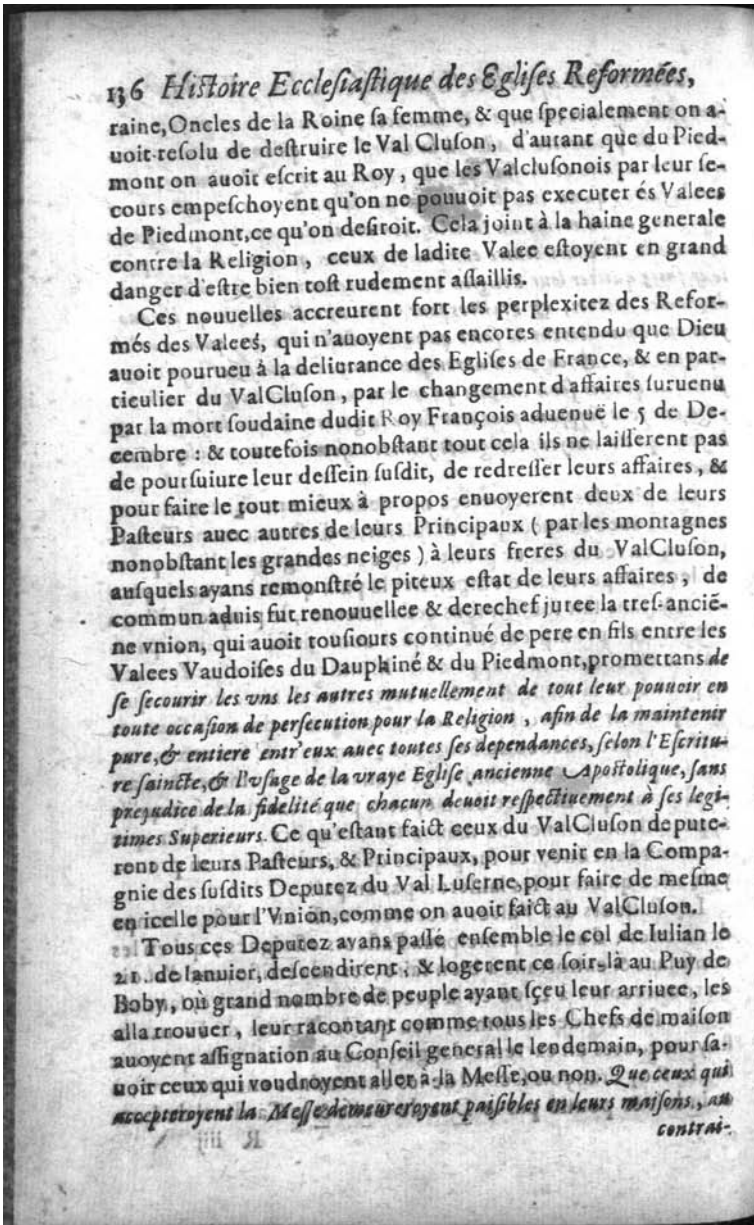 136 Histoire Ecclesiastique des Eglises Reformées,
raine, Oncles de la Roine sa femme, & que specialement on a-
uoit resolu de destruire le Val Cluson, d'autant que du Pied-
mont on auoit escrit au Roy, que les Valclusonois par leur se-
cours empeschoyent qu'on ne pouuoit pas executer és Valees
de Piedmont, ce qu'on desiroit. Cela joint à la haine generale
contre la Religion, ceux de ladite Valee estoyent en grand
danger d'estre bien tost rudement assaillis.
Ces nouuelles accreurent fort les perplexitez des Refor-
més des Valees, qui n'auoyent pas encores entendu que Dieu
auoit pourueu à la deliurance des Eglises de France, & en par-
ticulier du ValCluson, par le changement d'affaires suruenu
par la mort soudaine dudit Roy François aduenuë le 5 de De-
cembre : & toutefois nonobstant tout cela ils ne laisserent pas
de poursuiure leur dessein susdit, de redresser leurs affaires, &
pour faire le tout mieux à propos enuoyerent deux de leurs
Pasteurs auec autres de leurs Principaux ( par les montagnes
nonobstant les grandes neiges ) à leurs freres du ValCluson,
ausquels ayans remonstré le piteux estat de leurs affaires, de
commun aduis fut renouuellee & derechef juree la tres-anciē-
ne vnion, qui auoit tousiours continué de pere en fils entre les
Valees Vaudoises du Dauphiné & du Piedmont, promettans de
se secourir les vns les autres mutuellement de tout leur pouuoir en
toute occasion de persecution pour la Religion, afin de la maintenir
pure, & entiere entr'eux auec toutes ses dependances, selon l'Escritu-
re saincte, & l'vsage de la vraye Eglise ancienne Apostolique, sans
prejudice de la fidelité que chacun deuoit respectiuement à ses legi-
times Superieurs. Ce qu'estant faict ceux du ValCluson depute-
rent de leurs Pasteurs, & Principaux, pour venir en la Compa-
gnie des susdits Deputez du Val Luserne, pour faire de mesme
en icelle pour l'Vnion, comme on auoit faict au ValCluson.
Tous ces Deputez ayans passé ensemble le col de Iulian le
21. de Ianuier, descendirent, & logerent ce soir-là au Puy de
Boby, où grand nombre de peuple ayant sçeu leur arriuee, les
alla trouuer, leur racontant comme tous les Chefs de maison
auoyent assignation au Conseil general le lendemain, pour sa-
uoir ceux qui voudroyent aller à la Messe, ou non. Que ceux qui
accepteroyent la Messe demeureroyent paisibles en leurs maisons, au
contrai-